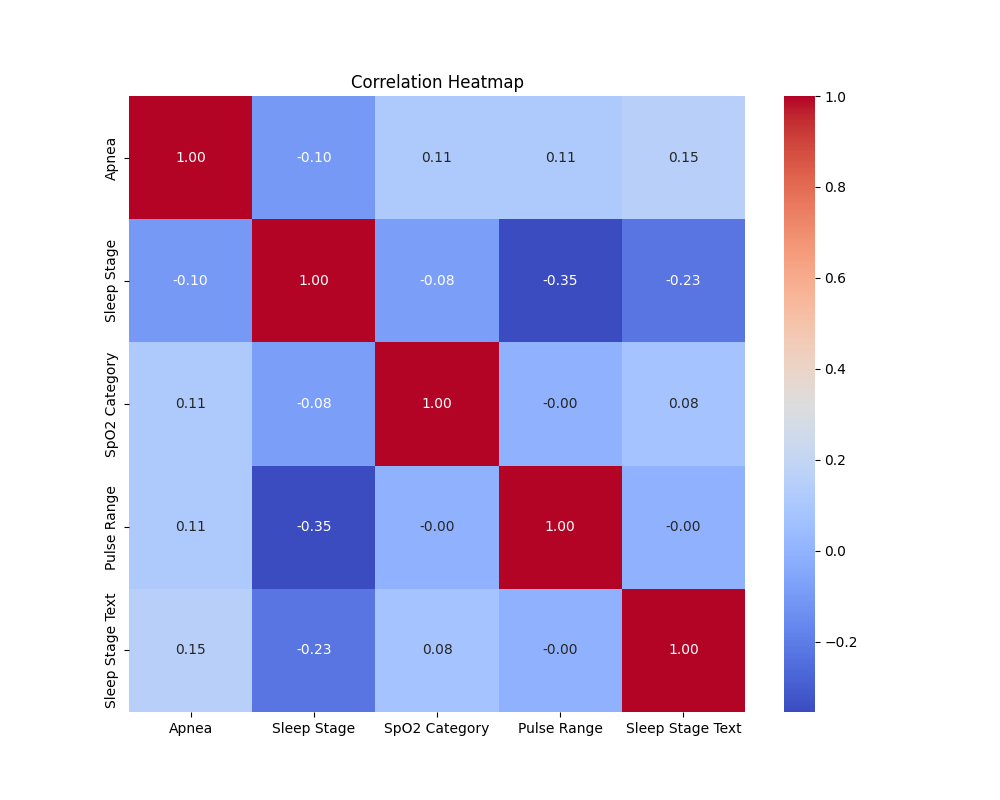 Correlation Heatmap
Apnea 1.00 -0.10 0.11 0.11 0.15
Sleep Stage -0.10 1.00 -0.08 -0.35 -0.23
SpO2 Category 0.11 -0.08 1.00 -0.00 0.08
Pulse Range 0.11 -0.35 -0.00 1.00 -0.00
Sleep Stage Text 0.15 -0.23 0.08 -0.00 1.00
Apnea Sleep Stage SpO2 Category Pulse Range Sleep Stage Text
1.0
0.8
0.6
0.4
0.2
0.0
−0.2